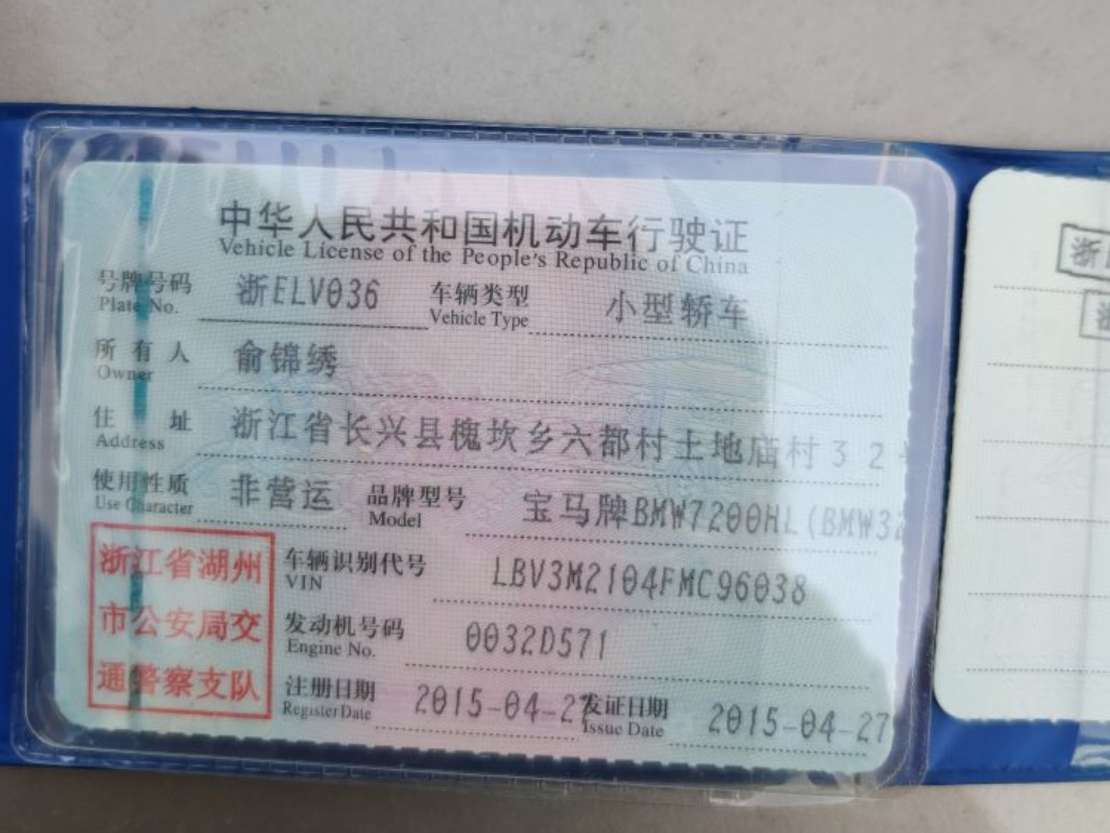 中华人民共和国机动车行驶证
Vehicle License of the People's Republic of China
号牌号码 浙ELV036 车辆类型 小型轿车
Plate No. Vehicle Type
所有人 俞锦绣
Owner
住址 浙江省长兴县槐坎乡六都村土地庙村32号
Address
使用性质 非营运 品牌型号 宝马牌BMW7200HL(BMW32
Use Character Model
浙江省湖州
市公安局交
通警察支队
车辆识别代号 LBV3M2104FMC96038
VIN
发动机号码 0032D571
Engine No.
注册日期 2015-04-27 发证日期 2015-04-27
Register Date Issue Date
浙